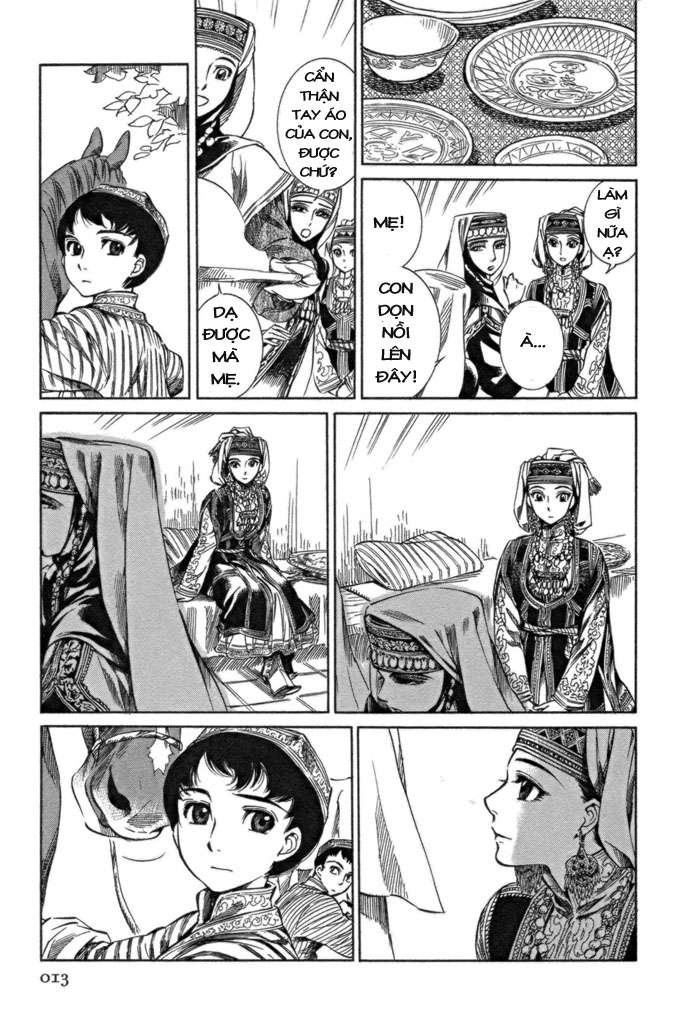 LÀM
GÌ
NỮA
Ạ?
À...
MẸ!
CON
DỌN
NỒI
LÊN
ĐÂY!
CẨN
THẬN
TAY ÁO
CỦA CON,
ĐƯỢC
CHỨ?
DẠ
ĐƯỢC
MÀ
MẸ.
013